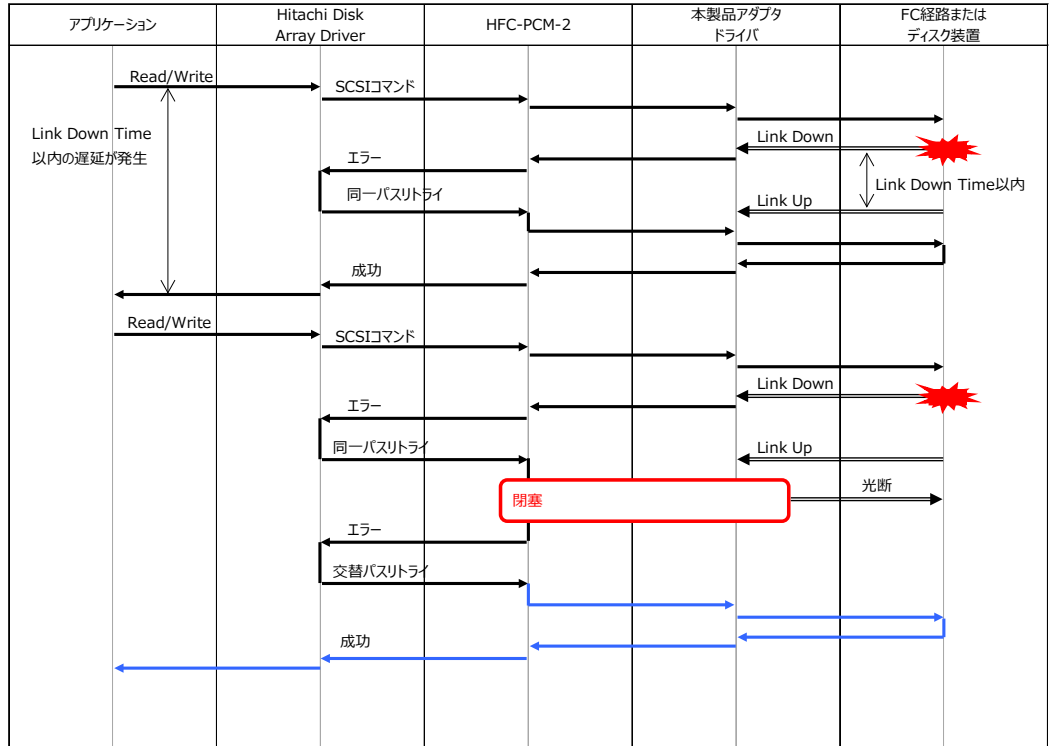 アプリケーション
Hitachi Disk
Array Driver
HFC-PCM-2
本製品アダプタ
ドライバ
FC経路または
ディスク装置
Read/Write
SCSIコマンド
Link Down Time
以内の遅延が発生
Link Down
エラー
Link Down Time以内
同一パスリトライ
Link Up
成功
Read/Write
SCSIコマンド
Link Down
エラー
同一パスリトライ
Link Up
閉塞
光断
エラー
交替パスリトライ
成功